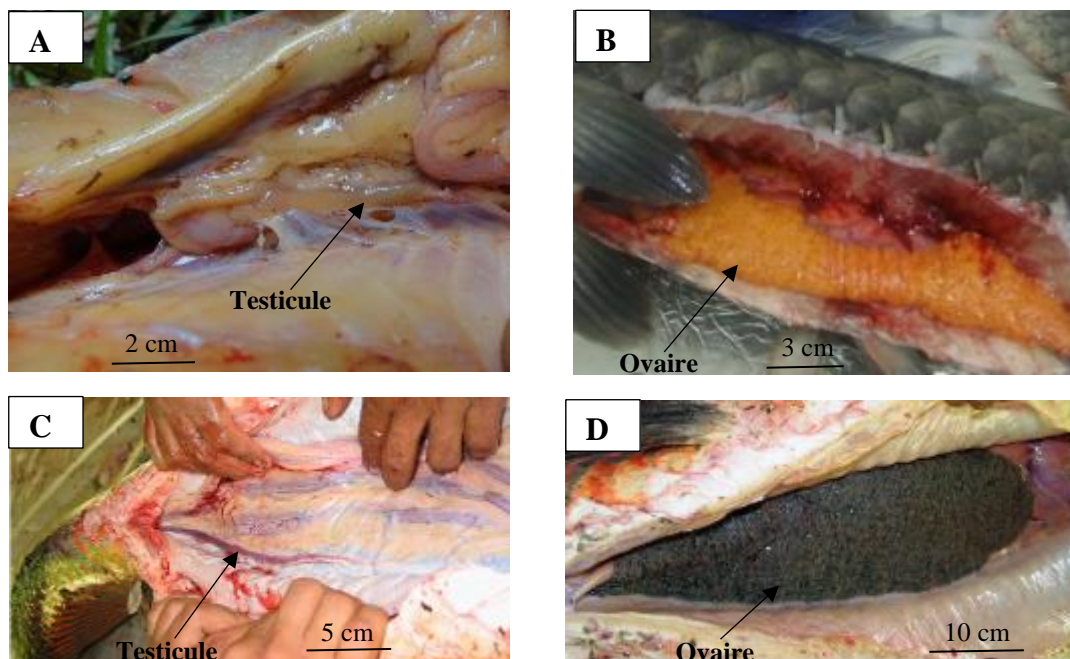 A
B
Testicule
2 cm
Ovaire
3 cm
C
D
Testicule
5 cm
Ovaire
10 cm